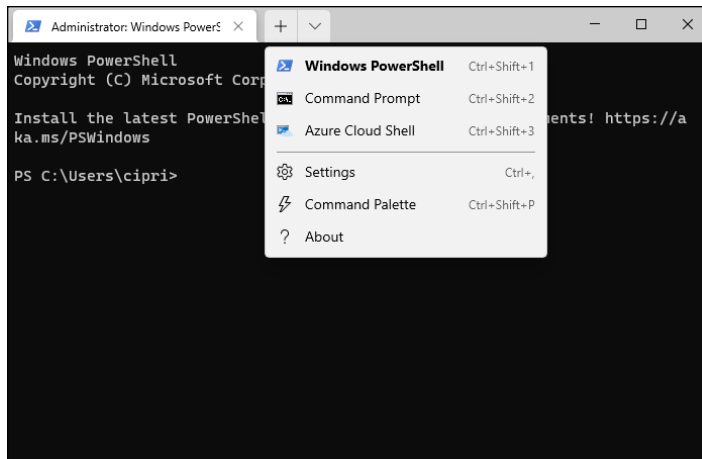 Administrator: Windows PowerS
Windows PowerShell
Copyright (C) Microsoft Corp
Install the latest PowerShel
ents! https://a
ka.ms/PSWindows
PS C:\Users\cipri>
Windows PowerShell Ctrl+Shift+1
Command Prompt Ctrl+Shift+2
Azure Cloud Shell Ctrl+Shift+3
Settings Ctrl+,
Command Palette Ctrl+Shift+P
About